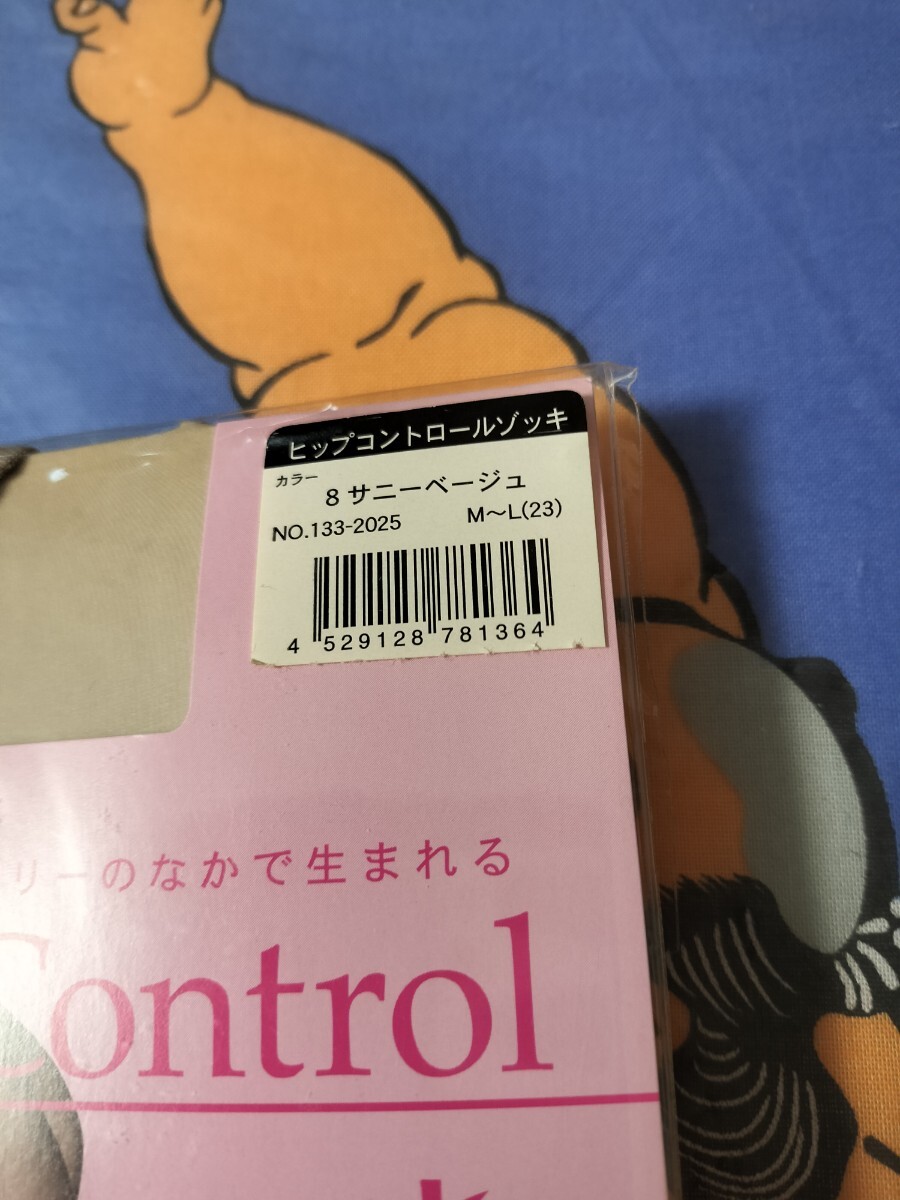 ヒップコントロールゾッキ
カラー
8 サニーベージュ
NO.133-2025 M〜L(23)
4 529128 781364
リーのなかで生まれる
Control